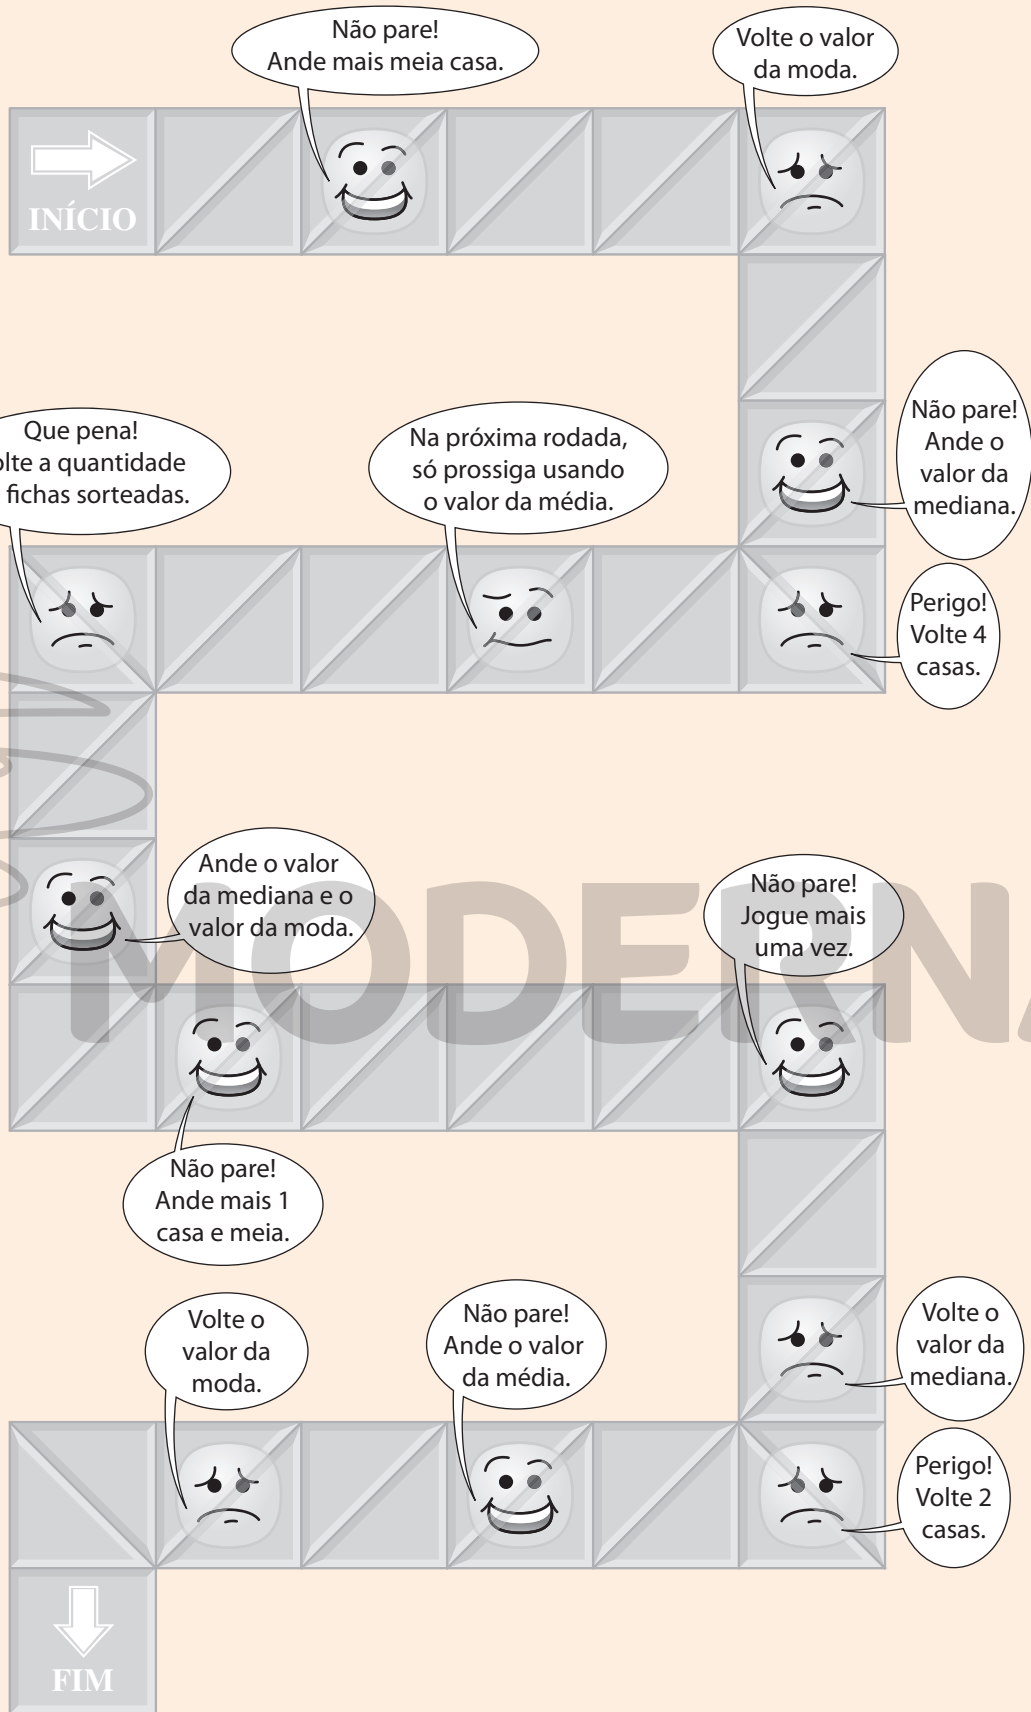 Não pare!
Ande mais meia casa.
Volte o valor
da moda.
INÍCIO
Não pare!
Ande o
valor da
mediana.
Que pena!
olte a quantidade
fichas sorteadas.
Na próxima rodada,
só prossiga usando
o valor da média.
Perigo!
Volte 4
casas.
Ande o valor
da mediana e o
valor da moda.
Não pare!
Jogue mais
uma vez.
MODERNA
Não pare!
Ande mais 1
casa e meia.
Volte o
valor da
moda.
Não pare!
Ande o valor
da média.
Volte o
valor da
mediana.
Perigo!
Volte 2
casas.
FIM